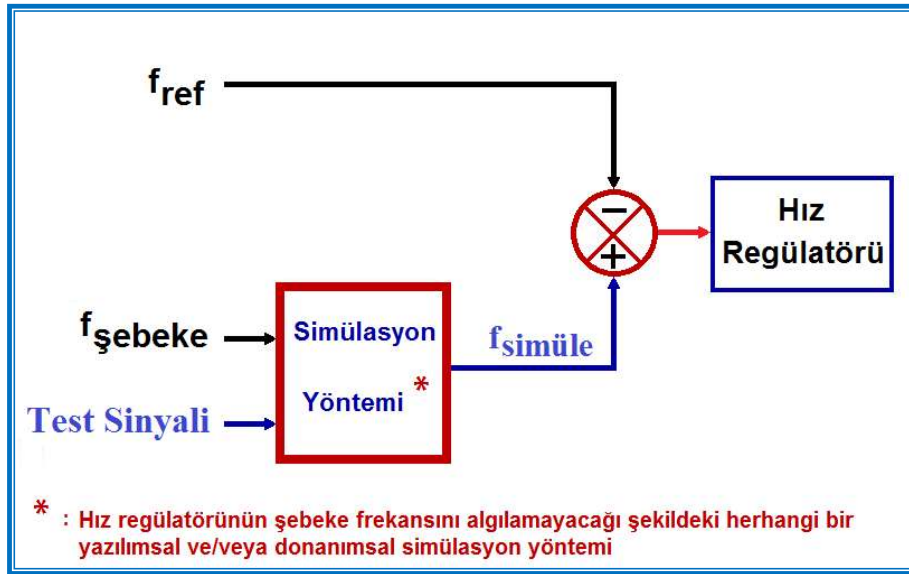 fref
−
+
Hız
Regülatörü
fşebeke
Simülasyon
Yöntemi *
fsimüle
Test Sinyali
* : Hız regülatörünün şebeke frekansını algılamayacağı şekildeki herhangi bir
yazılımsal ve/veya donanımsal simülasyon yöntemi